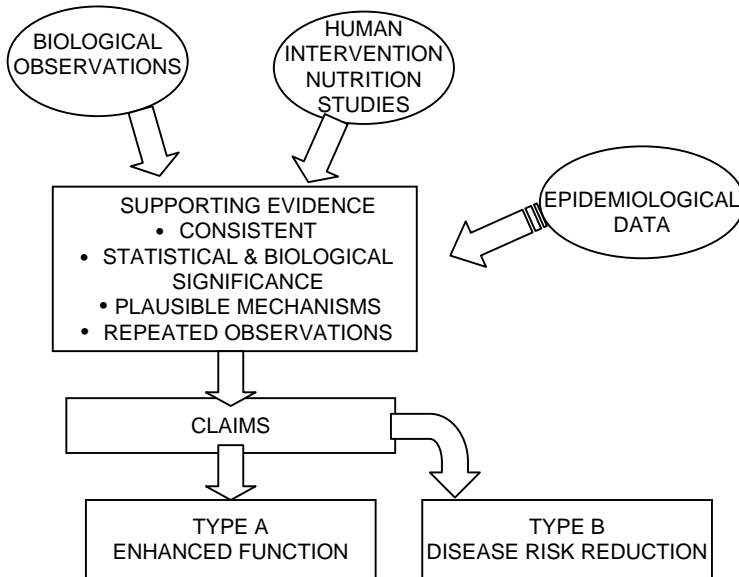 BIOLOGICAL
OBSERVATIONS
HUMAN
INTERVENTION
NUTRITION
STUDIES
EPIDEMIOLOGICAL
DATA
SUPPORTING EVIDENCE
• CONSISTENT
• STATISTICAL & BIOLOGICAL
SIGNIFICANCE
• PLAUSIBLE MECHANISMS
• REPEATED OBSERVATIONS
CLAIMS
TYPE A
ENHANCED FUNCTION
TYPE B
DISEASE RISK REDUCTION